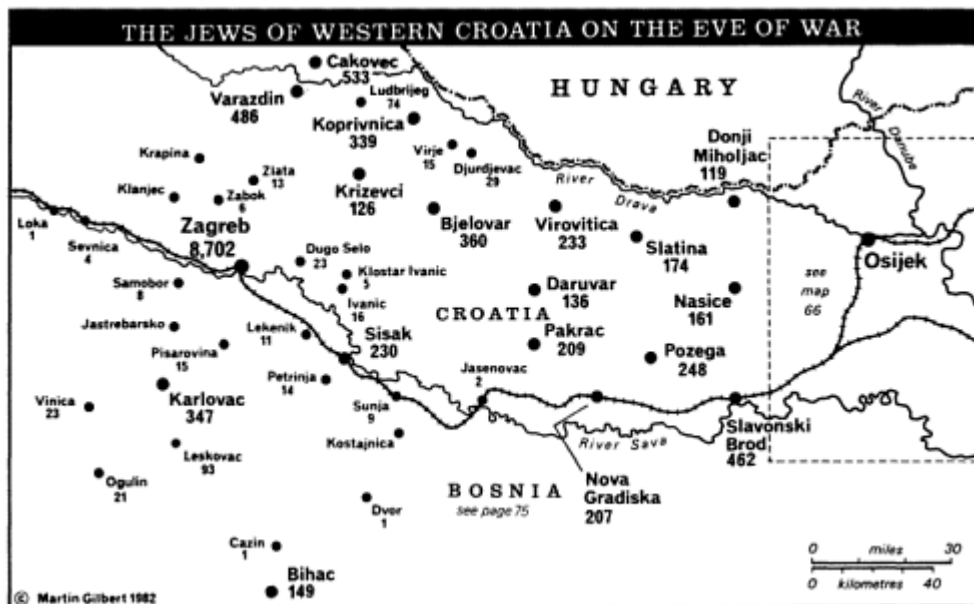 THE JEWS OF WESTERN CROATIA ON THE EVE OF WAR
Cakovec
533
HUNGARY
River
Danube
Varazdin
486
Ludbrijeg
74
Koprivnica
339
Virje
15
Djurdjevac
29
Donji
Miholjac
119
Krapina
Zlata
13
Krizevci
126
River
Drava
Klanjec
Zabok
6
Loka
1
Sevnica
4
Zagreb
8,702
Bjelovar
360
Virovitica
233
Slatina
174
Osijek
Dugo Selo
23
Klostar Ivanic
5
Samobor
8
Ivanic
16
Daruvar
136
Nasice
161
see
map
66
CROATIA
Jastrebarsko
Lekenik
11
Sisak
230
Pakrac
209
Pisarovina
15
Pozega
248
Petrinja
14
Jasenovac
2
Karlovac
347
Vinica
23
Sunja
9
Slavonski
Brod
462
River Sava
Kostajnica
Leskovac
93
Ogulin
21
BOSNIA
see page 75
Nova
Gradiska
207
Dvor
1
Cazin
1
Bihac
149
0 miles 30
0 kilometres 40
© Martin Gilbert 1982